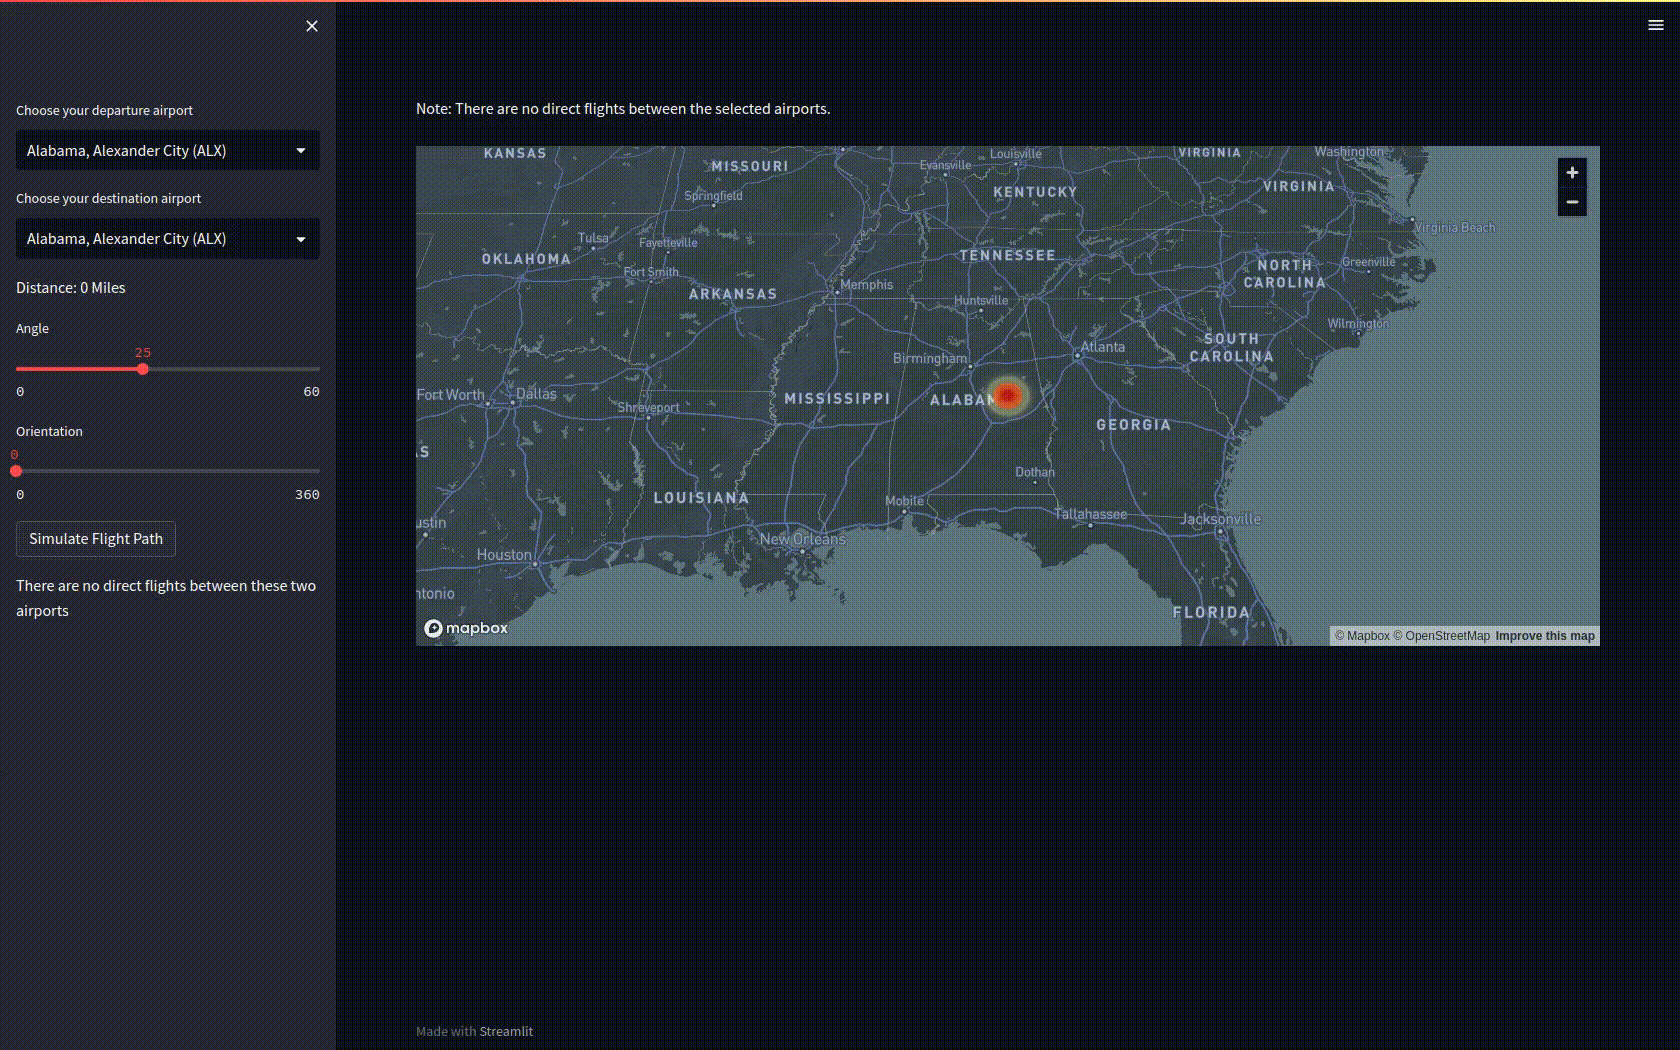 Choose your departure airport
Alabama, Alexander City (ALX)
Choose your destination airport
Alabama, Alexander City (ALX)
Distance: 0 Miles
Angle
25
0 60
Orientation
0
0 360
Simulate Flight Path
There are no direct flights between these two
airports
Note: There are no direct flights between the selected airports.
KANSAS
MISSOURI
Evansville
Louisville
VIRGINIA
Washington
Springfield
KENTUCKY
VIRGINIA
Virginia Beach
Tulsa
Fayetteville
OKLAHOMA
Fort Smith
TENNESSEE
NORTH
CAROLINA
Greenville
ARKANSAS
Memphis
Huntsville
Wilmington
SOUTH
CAROLINA
Birmingham
Atlanta
Fort Worth
Dallas
Shreveport
MISSISSIPPI
ALABAM
GEORGIA
AS
Dothan
LOUISIANA
Mobile
Tallahassee
Jacksonville
ustin
New Orleans
Houston
ntonio
FLORIDA
mapbox
© Mapbox © OpenStreetMap Improve this map
Made with Streamlit